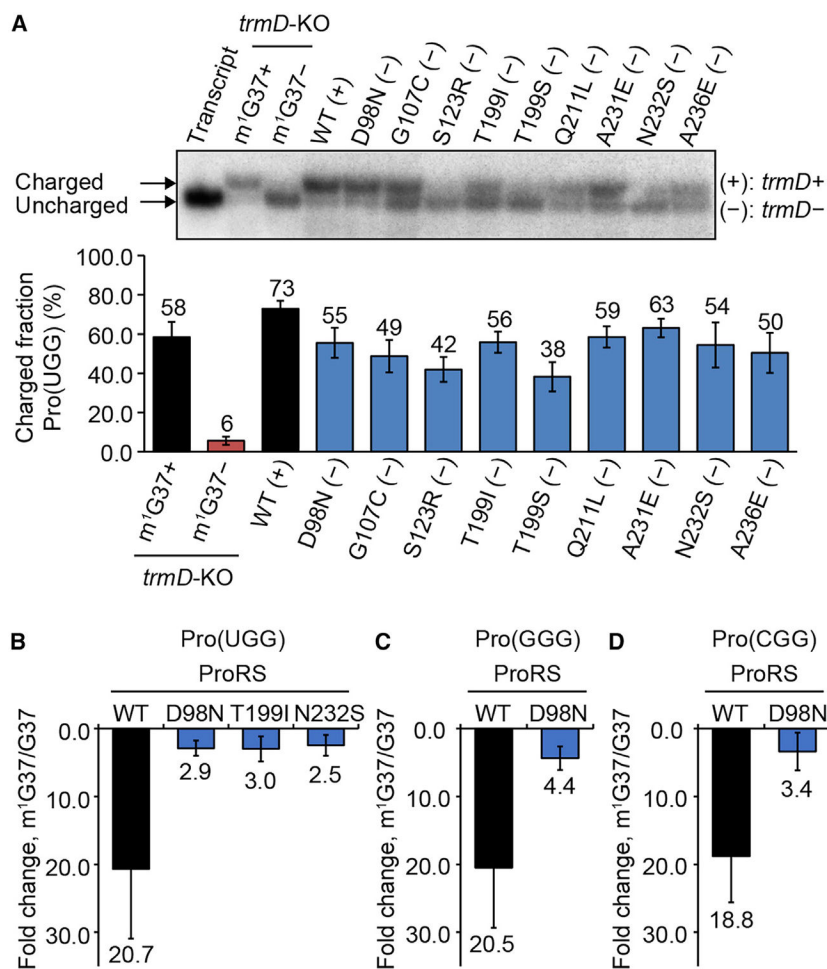 A
trmD-KO
Transcript
m¹G37+
m¹G37−
WT (+)
D98N (−)
G107C (−)
S123R (−)
T199I (−)
T199S (−)
Q211L (−)
A231E (−)
N232S (−)
A236E (−)
Charged
Uncharged
(+): trmD+
(−): trmD−
Charged fraction
Pro(UGG) (%)
100.0
80.0
60.0
40.0
20.0
0.0
58
6
73
55
49
42
56
38
59
63
54
50
m¹G37+
m¹G37−
WT (+)
D98N (−)
G107C (−)
S123R (−)
T199I (−)
T199S (−)
Q211L (−)
A231E (−)
N232S (−)
A236E (−)
trmD-KO
B
Pro(UGG)
ProRS
WT D98N T199I N232S
Fold change, m¹G37/G37
0.0
10.0
20.0
30.0
20.7
2.9
3.0
2.5
C
Pro(GGG)
ProRS
WT D98N
Fold change, m¹G37/G37
0.0
10.0
20.0
30.0
20.5
4.4
D
Pro(CGG)
ProRS
WT D98N
Fold change, m¹G37/G37
0.0
10.0
20.0
30.0
18.8
3.4